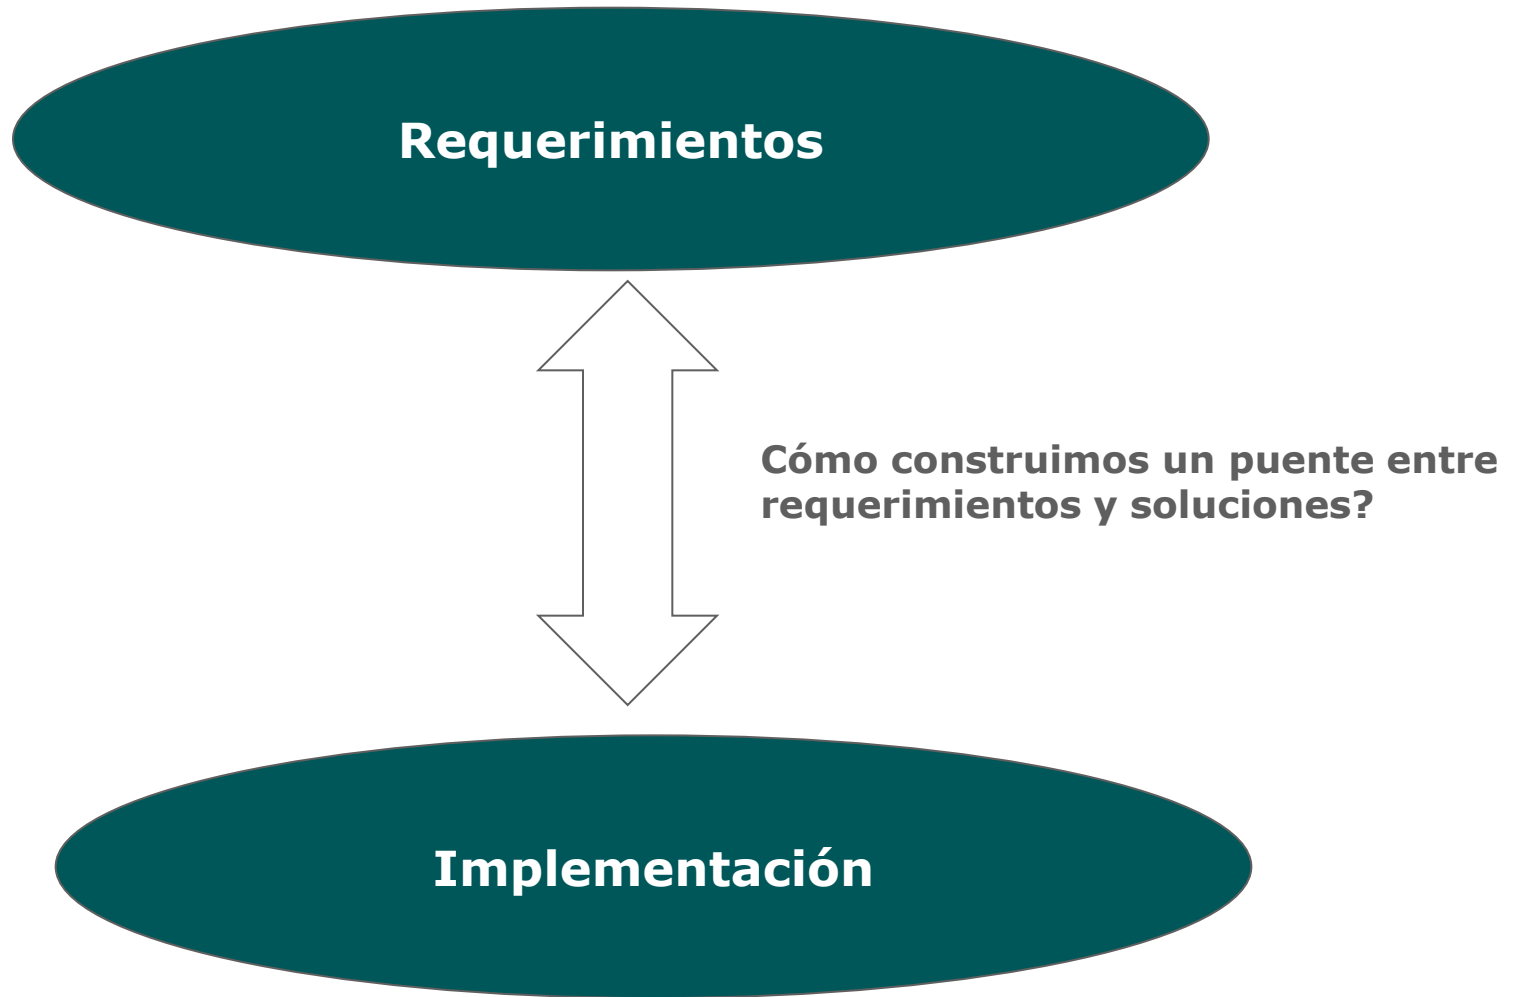 Requerimientos
Cómo construimos un puente entre
requerimientos y soluciones?
Implementación